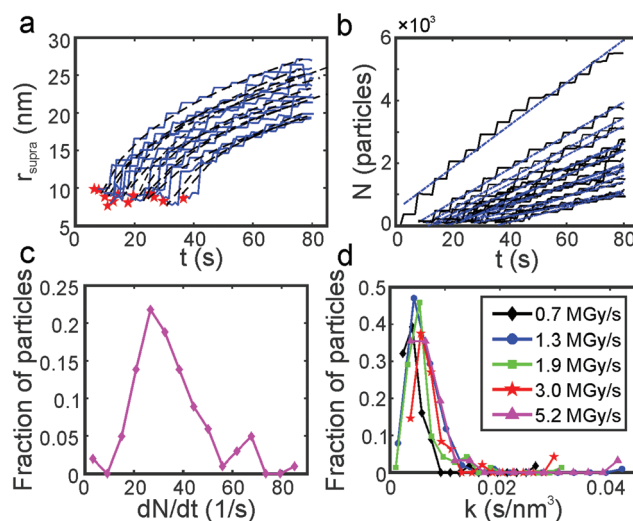 a
r_supra (nm)
30
25
20
15
10
5
0 20 40 60 80
t (s)
b
×10³
N (particles)
6
4
2
0
0 20 40 60 80
t (s)
c
Fraction of particles
0.25
0.2
0.15
0.1
0.05
0
0 20 40 60 80
dN/dt (1/s)
d
Fraction of particles
0.5
0.4
0.3
0.2
0.1
0
0 0.02 0.04
k (s/nm³)
0.7 MGy/s
1.3 MGy/s
1.9 MGy/s
3.0 MGy/s
5.2 MGy/s